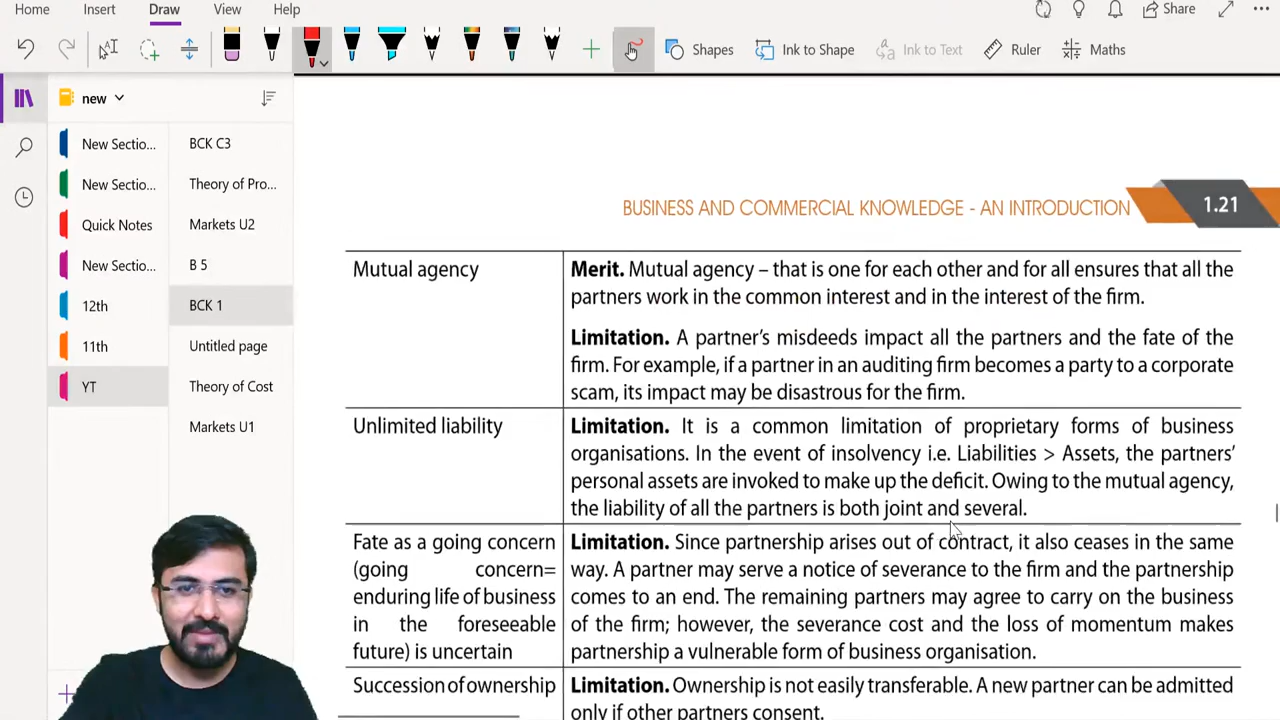 Home Insert Draw View Help Share
Shapes Ink to Shape Ink to Text Ruler Maths
new
New Sectio...
New Sectio...
Quick Notes
New Sectio...
12th
11th
YT
BCK C3
Theory of Pro...
Markets U2
B 5
BCK 1
Untitled page
Theory of Cost
Markets U1
BUSINESS AND COMMERCIAL KNOWLEDGE - AN INTRODUCTION 1.21
Mutual agency
Merit. Mutual agency – that is one for each other and for all ensures that all the
partners work in the common interest and in the interest of the firm.
Limitation. A partner's misdeeds impact all the partners and the fate of the
firm. For example, if a partner in an auditing firm becomes a party to a corporate
scam, its impact may be disastrous for the firm.
Unlimited liability
Limitation. It is a common limitation of proprietary forms of business
organisations. In the event of insolvency i.e. Liabilities > Assets, the partners'
personal assets are invoked to make up the deficit. Owing to the mutual agency,
the liability of all the partners is both joint and several.
Fate as a going concern
(going concern=
enduring life of business
in the foreseeable
future) is uncertain
Limitation. Since partnership arises out of contract, it also ceases in the same
way. A partner may serve a notice of severance to the firm and the partnership
comes to an end. The remaining partners may agree to carry on the business
of the firm; however, the severance cost and the loss of momentum makes
partnership a vulnerable form of business organisation.
Succession of ownership
Limitation. Ownership is not easily transferable. A new partner can be admitted
only if other partners consent.